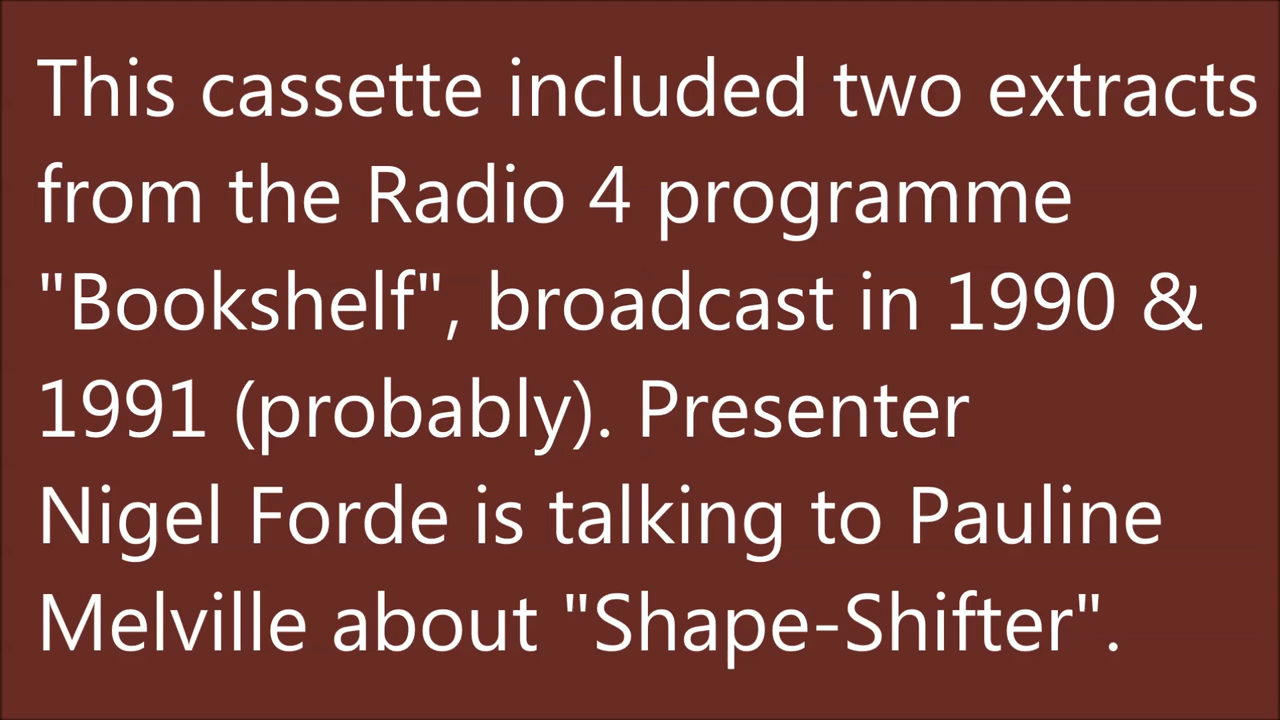 This cassette included two extracts
from the Radio 4 programme
"Bookshelf", broadcast in 1990 &
1991 (probably). Presenter
Nigel Forde is talking to Pauline
Melville about "Shape-Shifter".